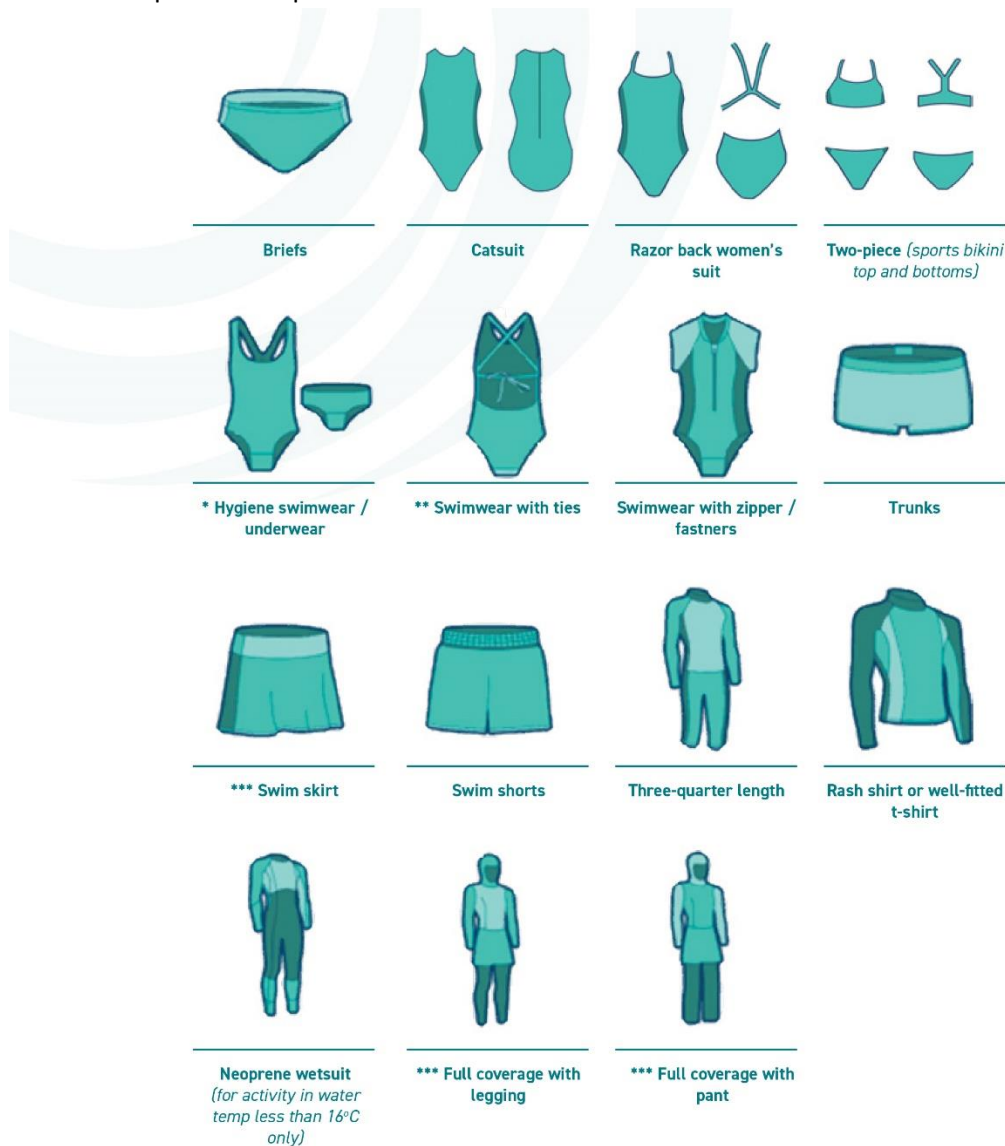 Briefs
Catsuit
Razor back women's
suit
Two-piece (sports bikini
top and bottoms)
* Hygiene swimwear /
underwear
** Swimwear with ties
Swimwear with zipper /
fastners
Trunks
*** Swim skirt
Swim shorts
Three-quarter length
Rash shirt or well-fitted
t-shirt
Neoprene wetsuit
(for activity in water
temp less than 16°C
only)
*** Full coverage with
legging
*** Full coverage with
pant